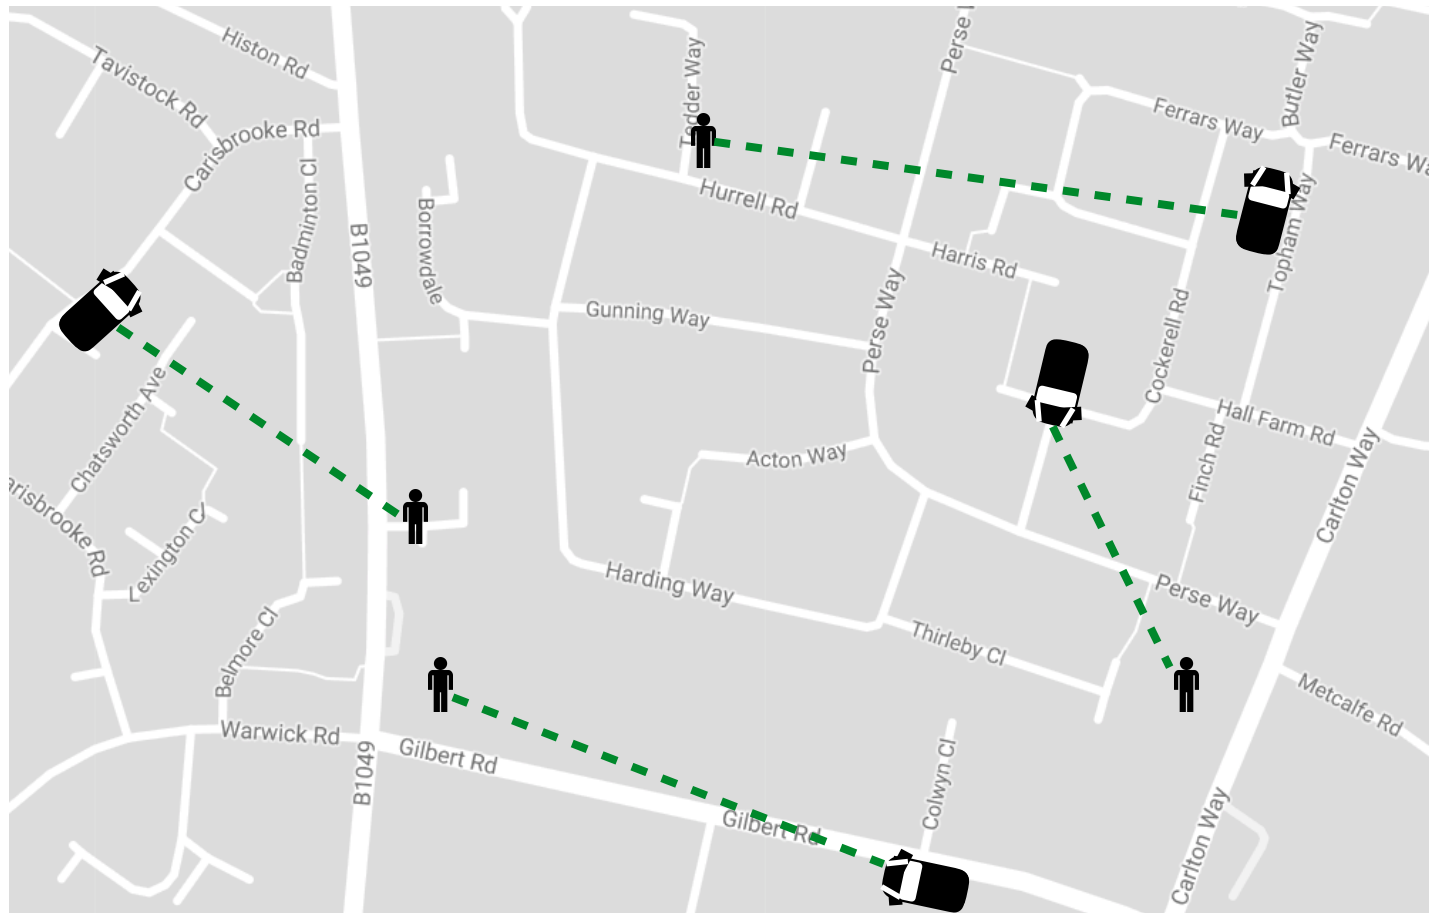 Histon Rd
Tavistock Rd
Carisbrooke Rd
Badminton Cl
B1049
Borrowdale
Tedder Way
Hurrell Rd
Perse
Ferrars Way
Butler Way
Ferrars Wa
Topham Way
Harris Rd
Gunning Way
Perse Way
Cockerell Rd
Hall Farm Rd
Finch Rd
Carlton Way
Chatsworth Ave
Acton Way
arisbrooke Rd
Lexington Cl
Harding Way
Perse Way
Thirleby Cl
Belmore Cl
Metcalfe Rd
Warwick Rd
B1049
Gilbert Rd
Colwyn Cl
Gilbert Rd
Carlton Way